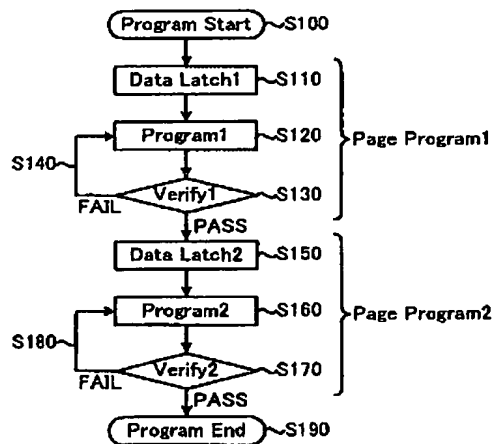 Program Start S100
Data Latch1 S110
Program1 S120
Page Program1
S140
Verify1 S130
FAIL
PASS
Data Latch2 S150
Program2 S160
Page Program2
S180
Verify2 S170
FAIL
PASS
Program End S190